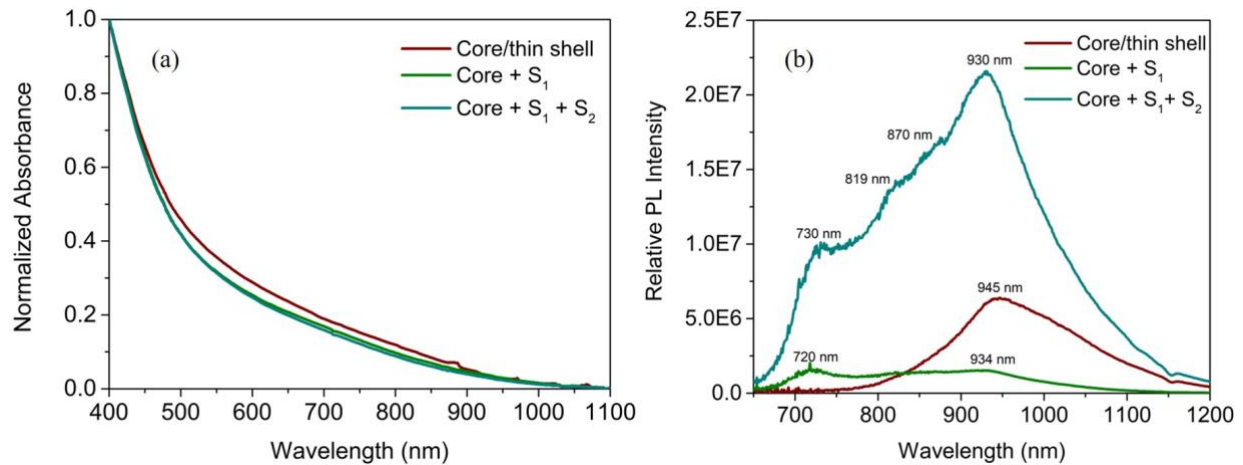 (a)
Core/thin shell
Core + S₁
Core + S₁ + S₂
Normalized Absorbance
1.0
0.8
0.6
0.4
0.2
0.0
400 500 600 700 800 900 1000 1100
Wavelength (nm)
(b)
Core/thin shell
Core + S₁
Core + S₁+ S₂
Relative PL Intensity
2.5E7
2.0E7
1.5E7
1.0E7
5.0E6
0.0
930 nm
870 nm
819 nm
730 nm
945 nm
720 nm
934 nm
700 800 900 1000 1100 1200
Wavelength (nm)